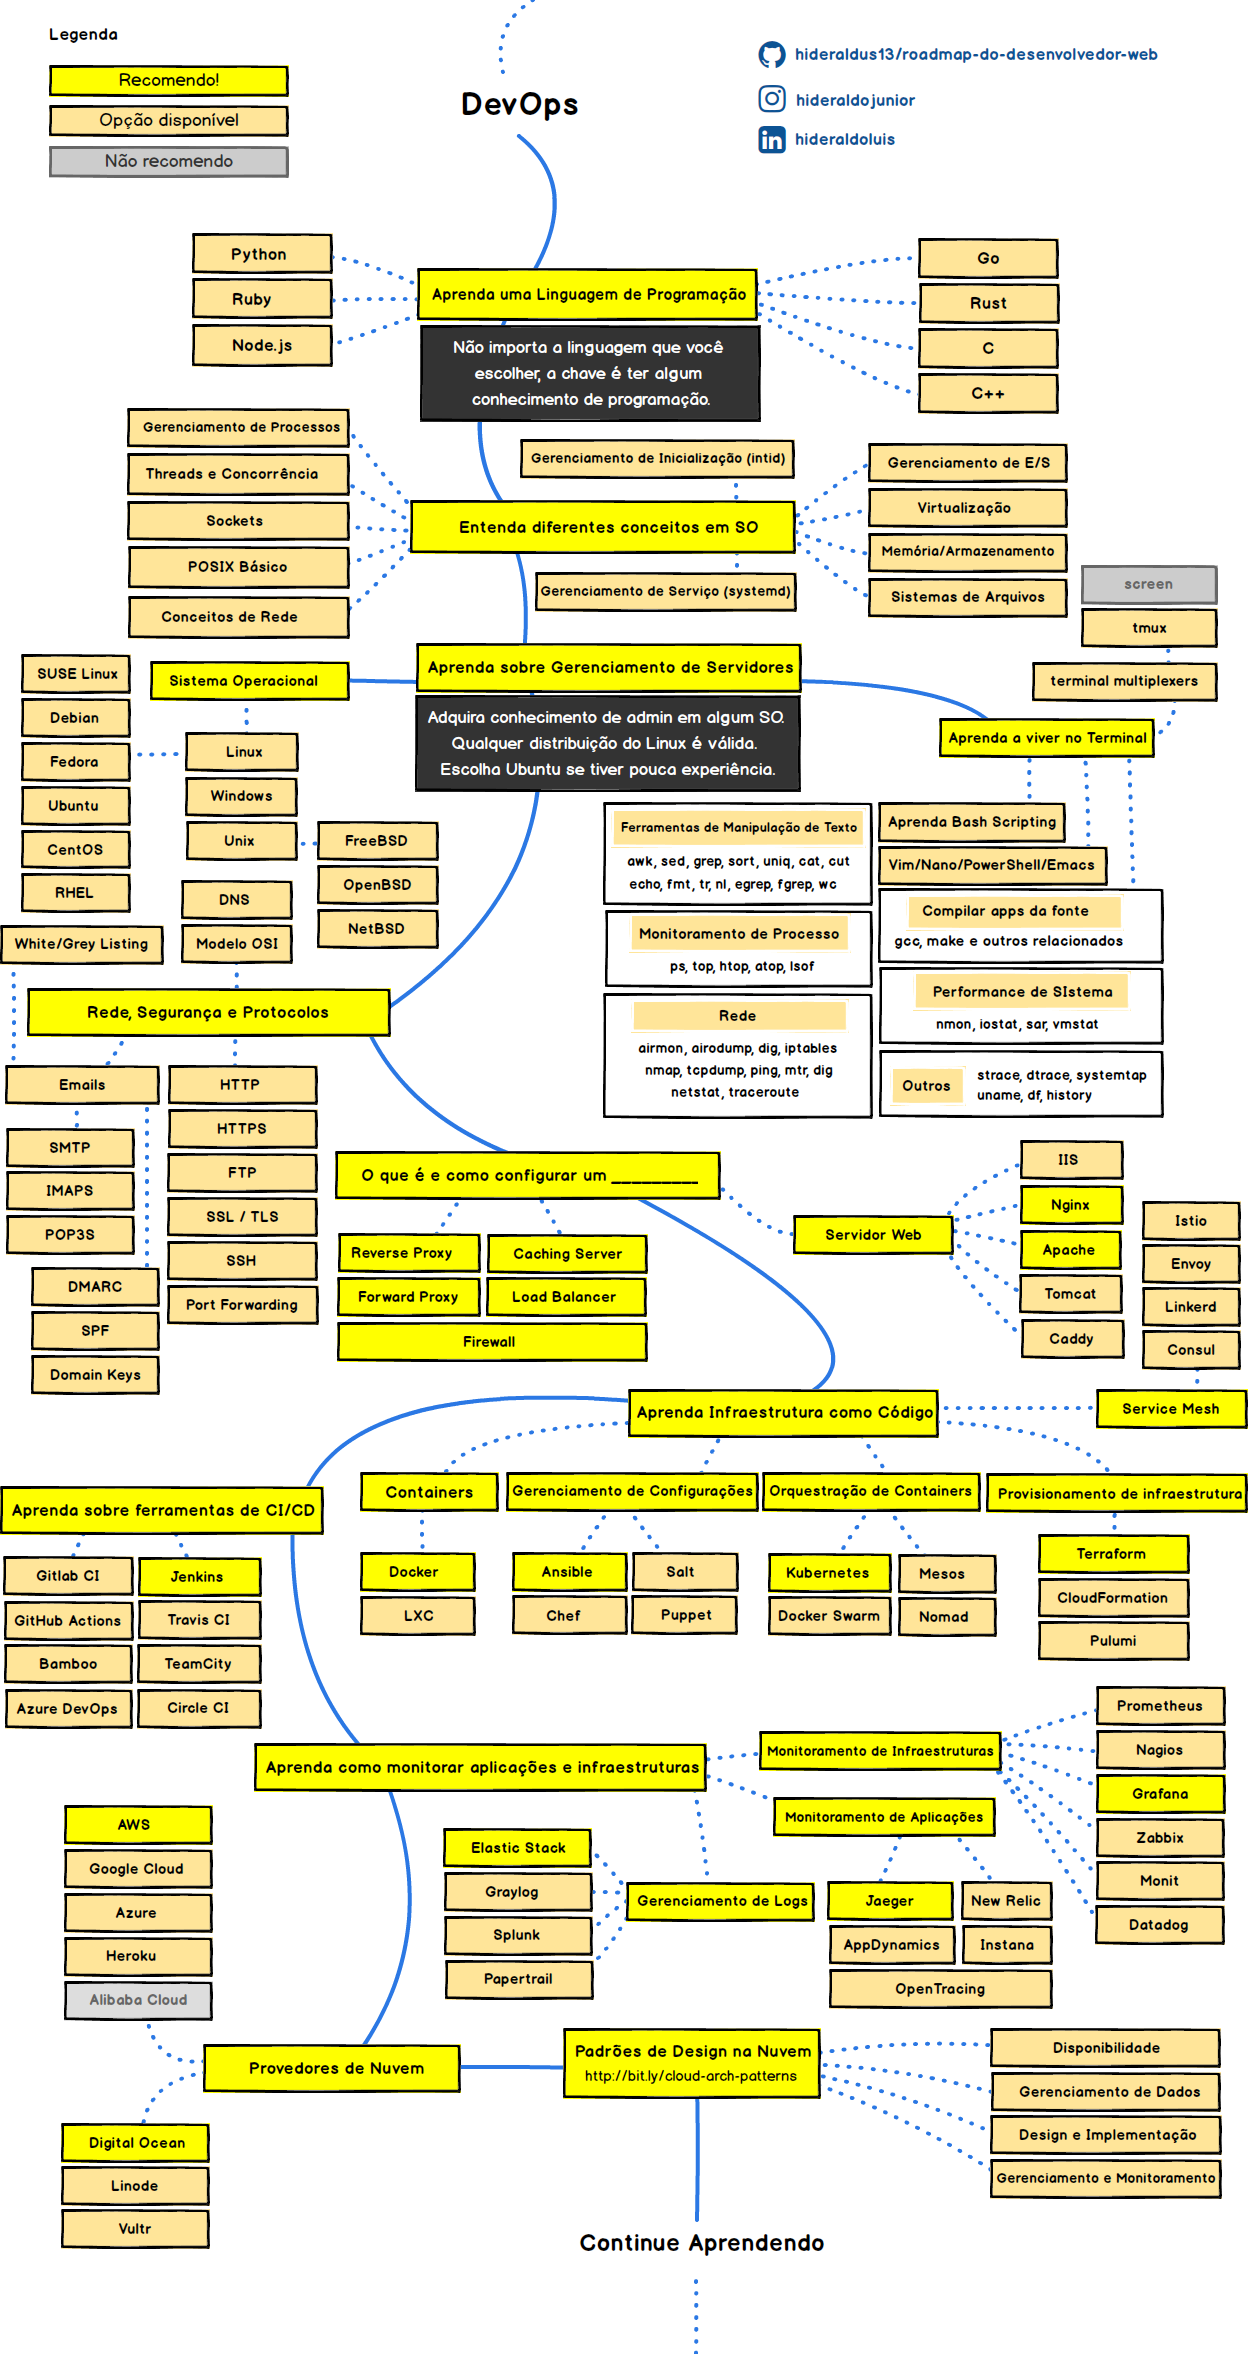 Legenda
Recomendo!
Opção disponível
Não recomendo
DevOps
hideraldus13/roadmap-do-desenvolvedor-web
hideraldojunior
hideraldoluis
Python
Ruby
Node.js
Aprenda uma Linguagem de Programação
Não importa a linguagem que você
escolher, a chave é ter algum
conhecimento de programação.
Go
Rust
C
C++
Gerenciamento de Processos
Threads e Concorrência
Sockets
POSIX Básico
Conceitos de Rede
Gerenciamento de Inicialização (intid)
Entenda diferentes conceitos em SO
Gerenciamento de Serviço (systemd)
Gerenciamento de E/S
Virtualização
Memória/Armazenamento
Sistemas de Arquivos
screen
tmux
terminal multiplexers
Aprenda a viver no Terminal
Aprenda sobre Gerenciamento de Servidores
Adquira conhecimento de admin em algum SO.
Qualquer distribuição do Linux é válida.
Escolha Ubuntu se tiver pouca experiência.
Sistema Operacional
SUSE Linux
Debian
Fedora
Ubuntu
CentOS
RHEL
Linux
Windows
Unix
FreeBSD
OpenBSD
NetBSD
DNS
Modelo OSI
White/Grey Listing
Ferramentas de Manipulação de Texto
awk, sed, grep, sort, uniq, cat, cut
echo, fmt, tr, nl, egrep, fgrep, wc
Monitoramento de Processo
ps, top, htop, atop, lsof
Rede
airmon, airodump, dig, iptables
nmap, tcpdump, ping, mtr, dig
netstat, traceroute
Aprenda Bash Scripting
Vim/Nano/PowerShell/Emacs
Compilar apps da fonte
gcc, make e outros relacionados
Performance de SIstema
nmon, iostat, sar, vmstat
Outros
strace, dtrace, systemtap
uname, df, history
Rede, Segurança e Protocolos
Emails
SMTP
IMAPS
POP3S
DMARC
SPF
Domain Keys
HTTP
HTTPS
FTP
SSL / TLS
SSH
Port Forwarding
O que é e como configurar um __________
Reverse Proxy
Caching Server
Forward Proxy
Load Balancer
Firewall
Servidor Web
IIS
Nginx
Apache
Tomcat
Caddy
Istio
Envoy
Linkerd
Consul
Service Mesh
Aprenda Infraestrutura como Código
Containers
Docker
LXC
Gerenciamento de Configurações
Ansible
Salt
Chef
Puppet
Orquestração de Containers
Kubernetes
Mesos
Docker Swarm
Nomad
Provisionamento de infraestrutura
Terraform
CloudFormation
Pulumi
Aprenda sobre ferramentas de CI/CD
Gitlab CI
Jenkins
GitHub Actions
Travis CI
Bamboo
TeamCity
Azure DevOps
Circle CI
Aprenda como monitorar aplicações e infraestruturas
Monitoramento de Infraestruturas
Prometheus
Nagios
Grafana
Zabbix
Monit
Datadog
Monitoramento de Aplicações
Jaeger
New Relic
AppDynamics
Instana
OpenTracing
Gerenciamento de Logs
Elastic Stack
Graylog
Splunk
Papertrail
AWS
Google Cloud
Azure
Heroku
Alibaba Cloud
Provedores de Nuvem
Digital Ocean
Linode
Vultr
Padrões de Design na Nuvem
http://bit.ly/cloud-arch-patterns
Disponibilidade
Gerenciamento de Dados
Design e Implementação
Gerenciamento e Monitoramento
Continue Aprendendo